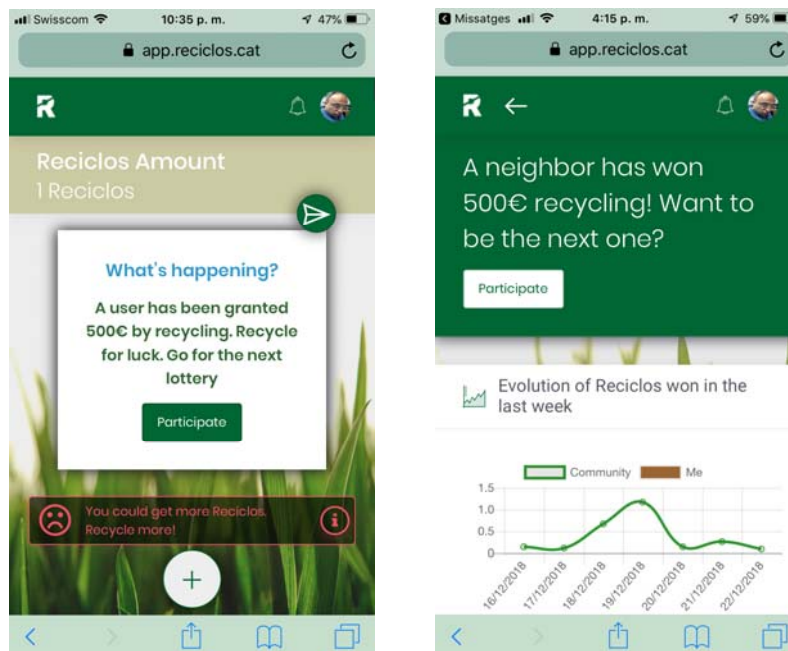 Swisscom
10:35 p. m.
47%
app.reciclos.cat
R
Reciclos Amount
1 Reciclos
What's happening?
A user has been granted
500€ by recycling. Recycle
for luck. Go for the next
lottery
Participate
You could get more Reciclos.
Recycle more!
i
+
Missatges
4:15 p. m.
59%
app.reciclos.cat
R
A neighbor has won
500€ recycling! Want to
be the next one?
Participate
Evolution of Reciclos won in the
last week
Community Me
1.5
1.0
0.5
0
16/12/2018 17/12/2018 18/12/2018 19/12/2018 20/12/2018 21/12/2018 22/12/2018